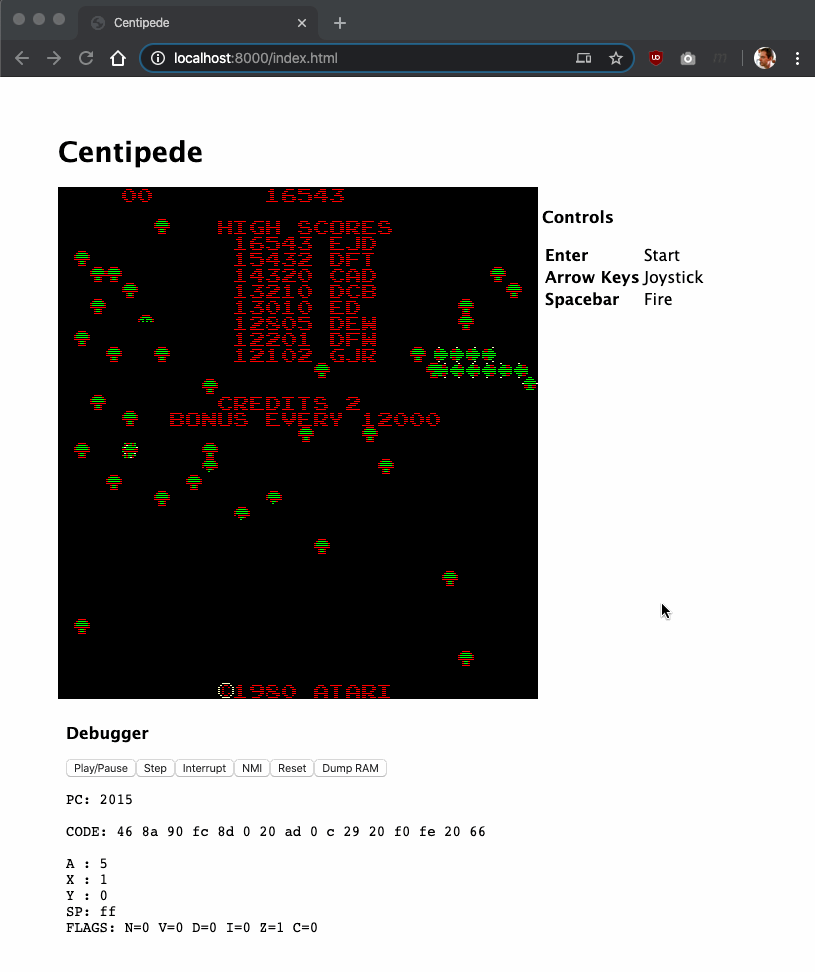 Centipede
localhost:8000/index.html
Centipede
00 16543
HIGH SCORES
16543 EJD
15432 DFT
14320 CAD
13210 DCB
13010 ED
12805 DEW
12201 DFW
12102 GJR
CREDITS 2
BONUS EVERY 12000
1980 ATARI
Controls
Enter Start
Arrow Keys Joystick
Spacebar Fire
Debugger
Play/Pause Step Interrupt NMI Reset Dump RAM
PC: 2015
CODE: 46 8a 90 fc 8d 0 20 ad 0 c 29 20 f0 fe 20 66
A : 5
X : 1
Y : 0
SP: ff
FLAGS: N=0 V=0 D=0 I=0 Z=1 C=0